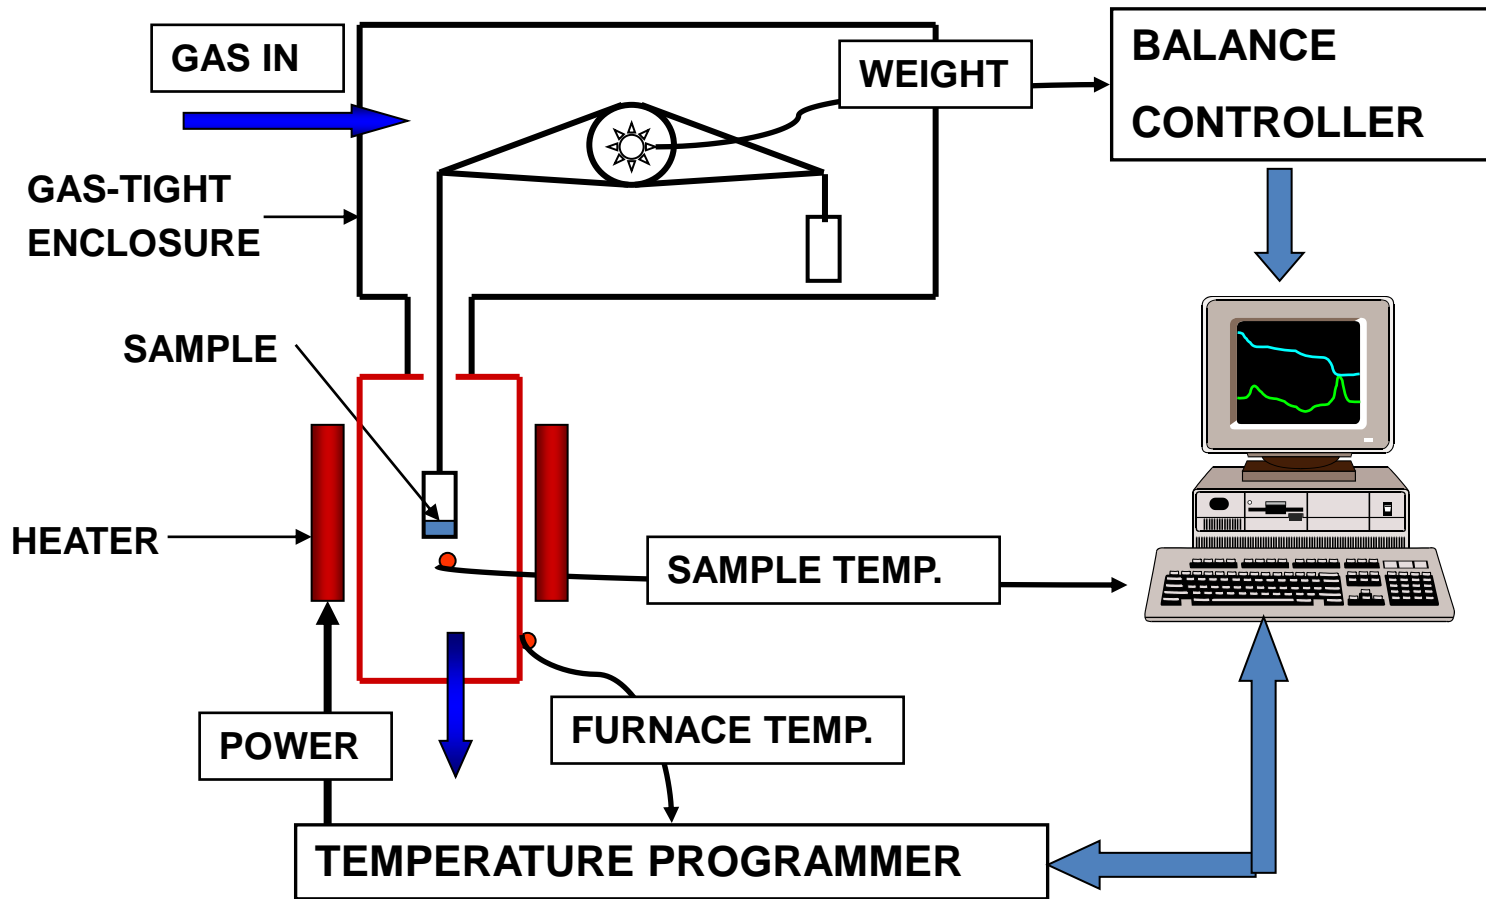 GAS IN
WEIGHT
BALANCE
CONTROLLER
GAS-TIGHT
ENCLOSURE
SAMPLE
HEATER
SAMPLE TEMP.
POWER
FURNACE TEMP.
TEMPERATURE PROGRAMMER